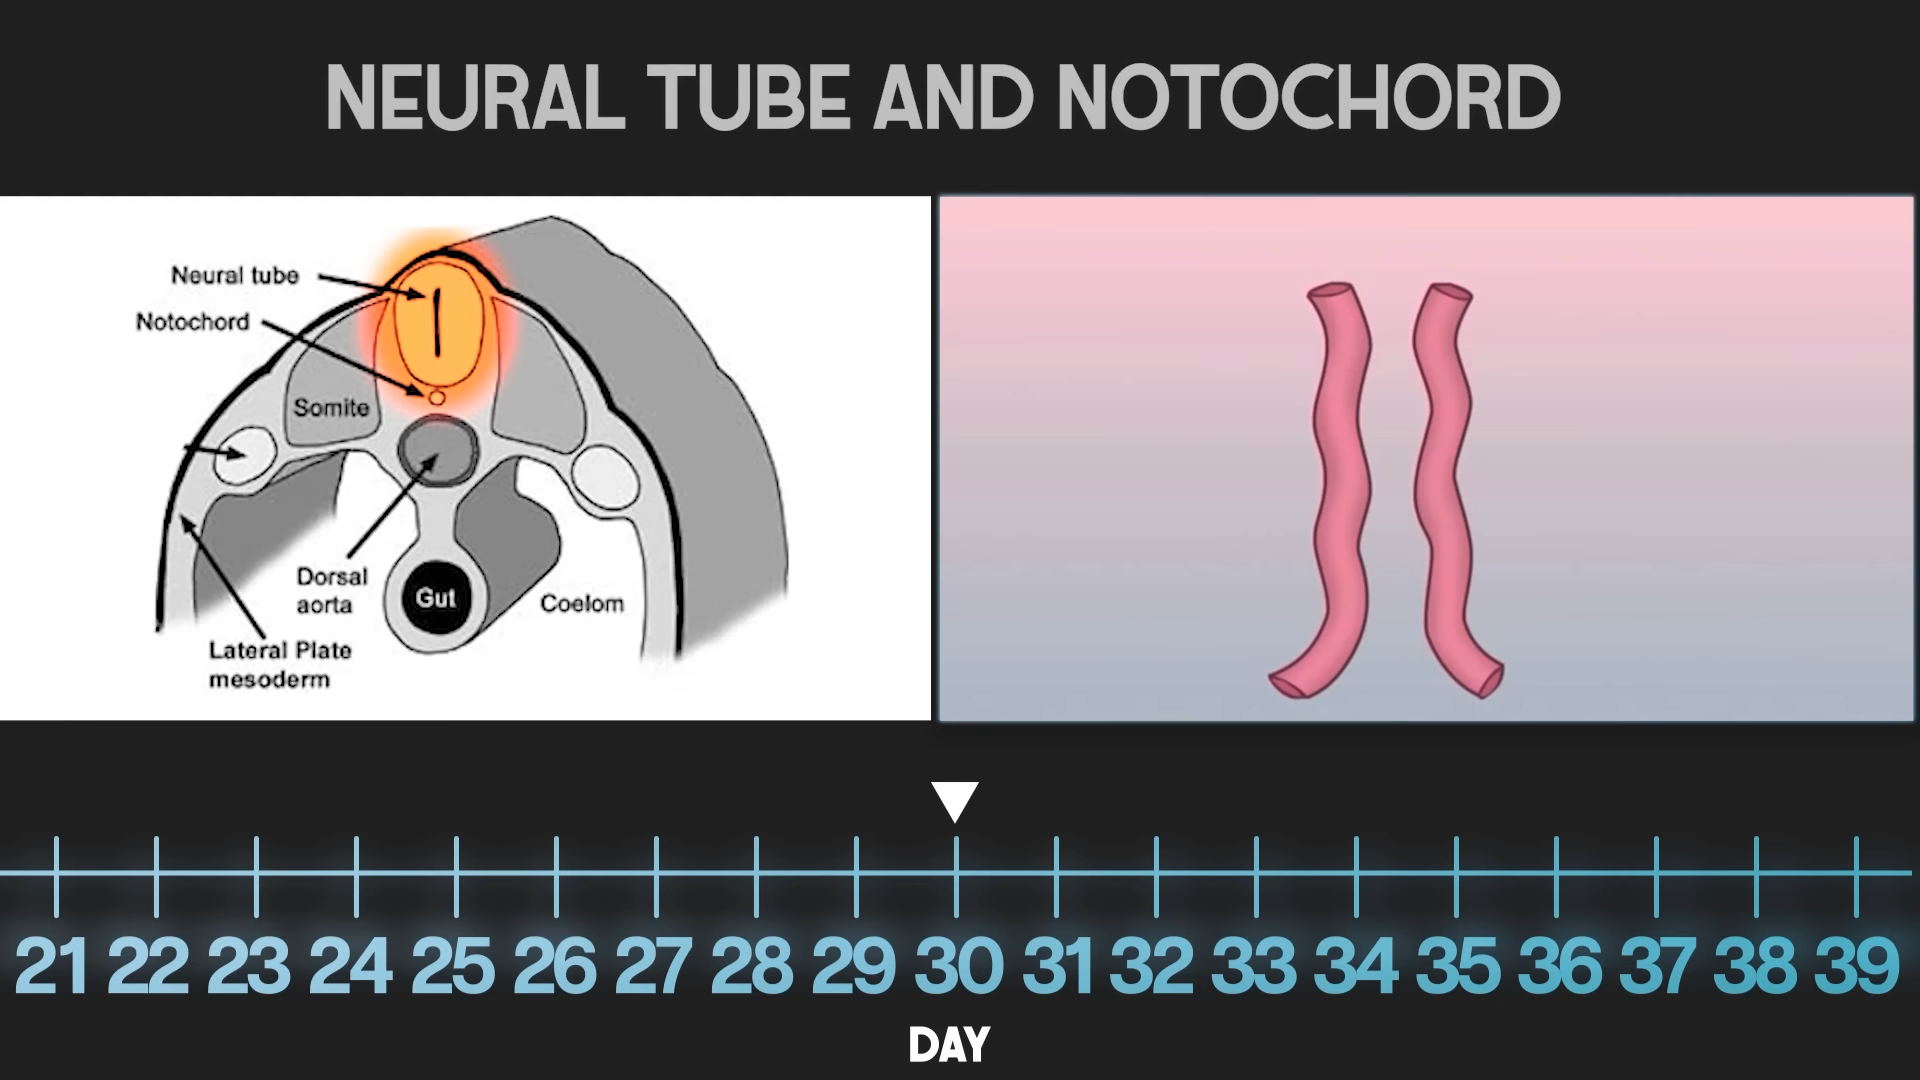 NEURAL TUBE AND NOTOCHORD
Neural tube
Notochord
Somite
Dorsal
aorta
Gut
Coelom
Lateral Plate
mesoderm
21 22 23 24 25 26 27 28 29 30 31 32 33 34 35 36 37 38 39
DAY